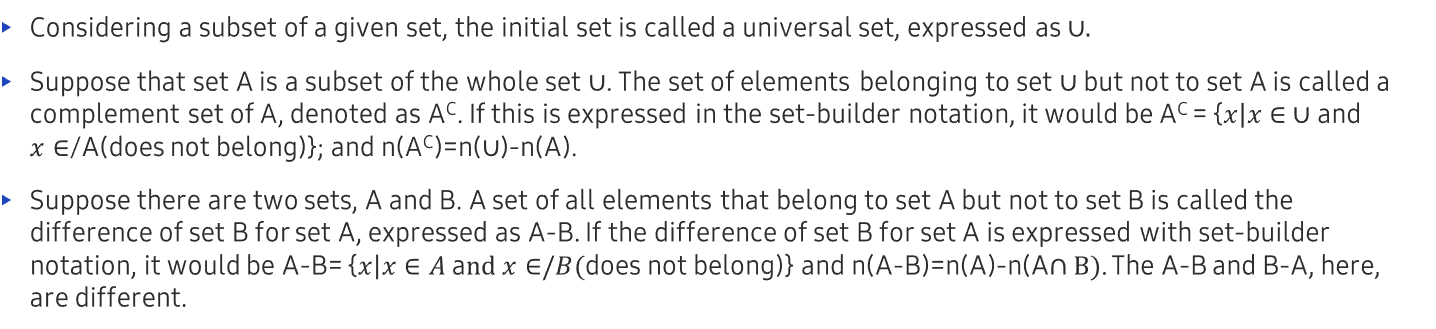 ▸ Considering a subset of a given set, the initial set is called a universal set, expressed as ∪.
▸ Suppose that set A is a subset of the whole set ∪. The set of elements belonging to set ∪ but not to set A is called a
complement set of A, denoted as Aᶜ. If this is expressed in the set-builder notation, it would be Aᶜ = {x|x ∈ ∪ and
x ∈/A(does not belong)}; and n(Aᶜ)=n(∪)-n(A).
▸ Suppose there are two sets, A and B. A set of all elements that belong to set A but not to set B is called the
difference of set B for set A, expressed as A-B. If the difference of set B for set A is expressed with set-builder
notation, it would be A-B= {x|x ∈ A and x ∈/B(does not belong)} and n(A-B)=n(A)-n(A∩ B). The A-B and B-A, here,
are different.